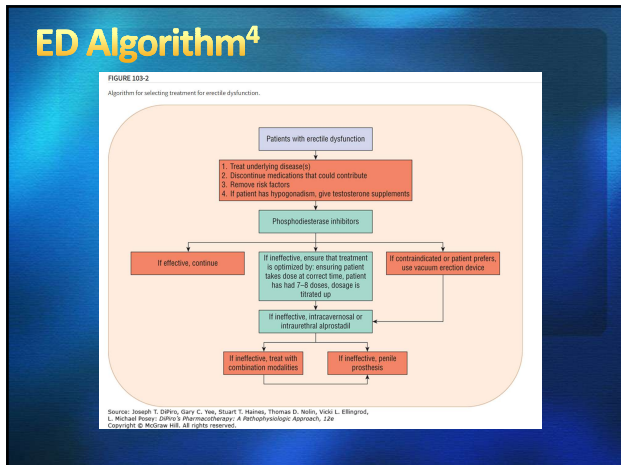 ED Algorithm⁴
FIGURE 103-2
Algorithm for selecting treatment for erectile dysfunction.
Patients with erectile dysfunction
1. Treat underlying disease(s)
2. Discontinue medications that could contribute
3. Remove risk factors
4. If patient has hypogonadism, give testosterone supplements
Phosphodiesterase inhibitors
If effective, continue
If ineffective, ensure that treatment
is optimized by: ensuring patient
takes dose at correct time, patient
has had 7–8 doses, dosage is
titrated up
If contraindicated or patient prefers,
use vacuum erection device
If ineffective, intracavernosal or
intraurethral alprostadil
If ineffective, treat with
combination modalities
If ineffective, penile
prosthesis
Source: Joseph T. DiPiro, Gary C. Yee, Stuart T. Haines, Thomas D. Nolin, Vicki L. Ellingrod,
L. Michael Posey: DiPiro's Pharmacotherapy: A Pathophysiologic Approach, 12e
Copyright © McGraw Hill. All rights reserved.